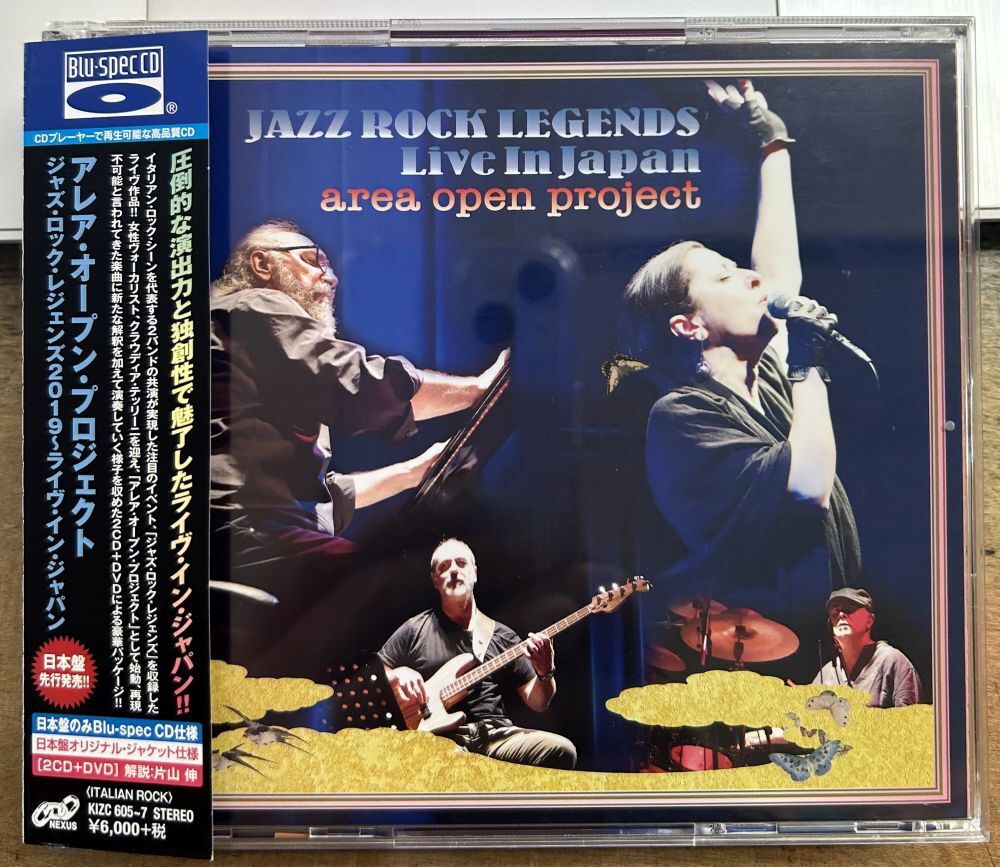 Blu-spec CD
®
CDプレーヤーで再生可能な高品質CD
圧倒的な演出力と独創性で魅了したライヴ・イン・ジャパン!!
イタリアン・ロック・シーンを代表する2バンドの共演が実現した注目のイベント、「ジャズ・ロック・レジェンズ」を収録した
ライヴ作品!! 女性ヴォーカリスト、クラウディア・テッリーニを迎え、「アレア・オープン・プロジェクト」として始動、再現
不可能と言われてきた楽曲に新たな解釈を加えて演奏していく様子を収めた2CD+DVDによる豪華パッケージ!!
アレア・オープン・プロジェクト
ジャズ・ロック・レジェンズ2019〜ライヴ・イン・ジャパン
日本盤
先行発売!!
日本盤のみBlu-spec CD仕様
日本盤オリジナル・ジャケット仕様
[2CD+DVD] 解説:片山 伸
〈ITALIAN ROCK〉
KIZC 605~7 STEREO
¥6,000+税
NEXUS
JAZZ ROCK LEGENDS
Live In Japan
area open project